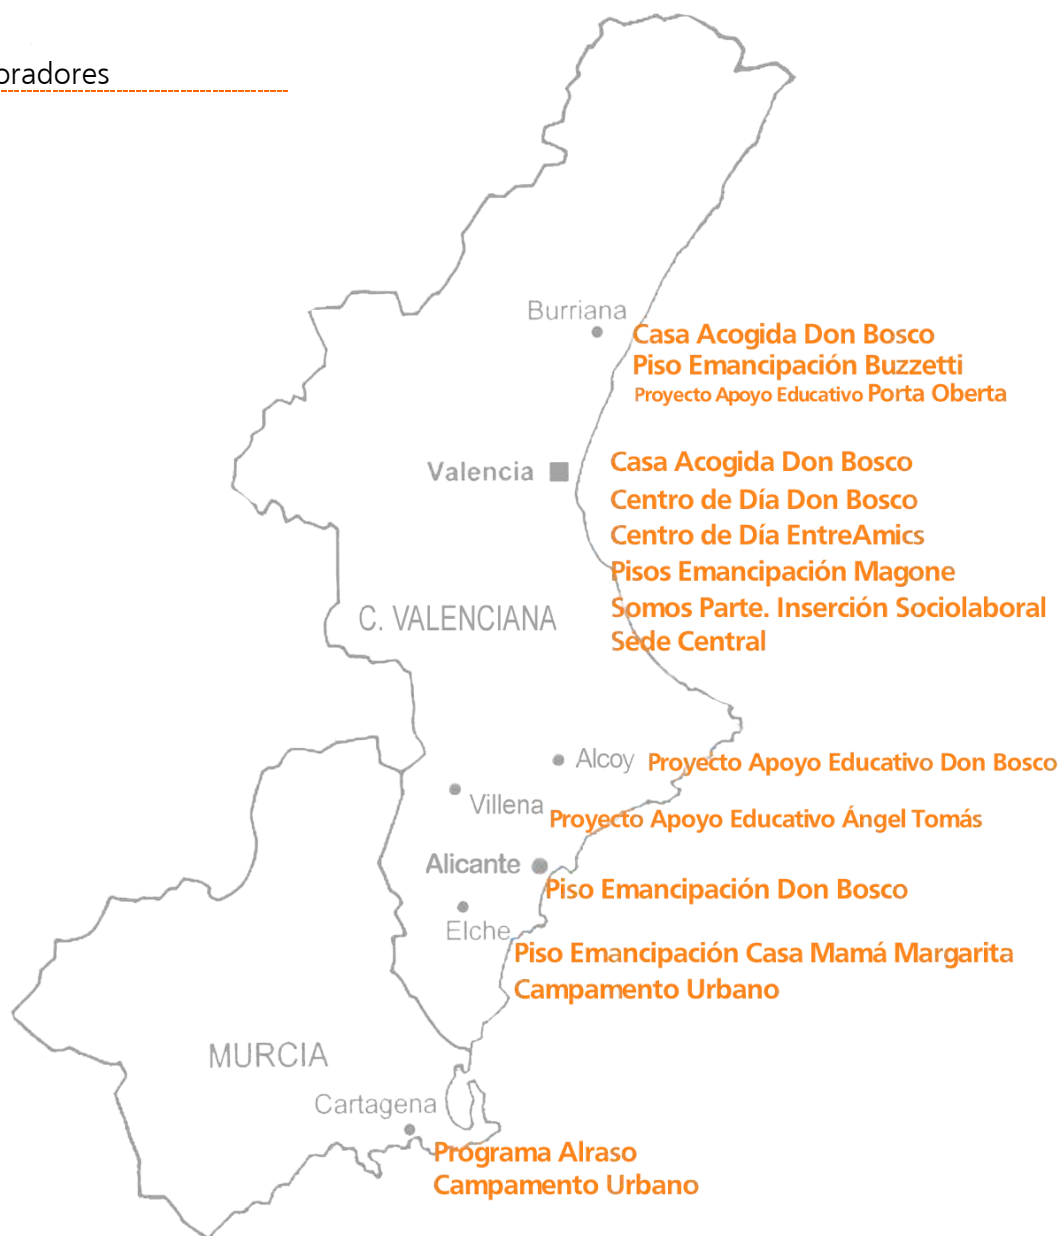 oradores
Burriana
Casa Acogida Don Bosco
Piso Emancipación Buzzetti
Proyecto Apoyo Educativo Porta Oberta
Valencia
Casa Acogida Don Bosco
Centro de Día Don Bosco
Centro de Día EntreAmics
Pisos Emancipación Magone
Somos Parte. Inserción Sociolaboral
Sede Central
C. VALENCIANA
Alcoy
Proyecto Apoyo Educativo Don Bosco
Villena
Proyecto Apoyo Educativo Ángel Tomás
Alicante
Piso Emancipación Don Bosco
Elche
Piso Emancipación Casa Mamá Margarita
Campamento Urbano
MURCIA
Cartagena
Programa Alraso
Campamento Urbano